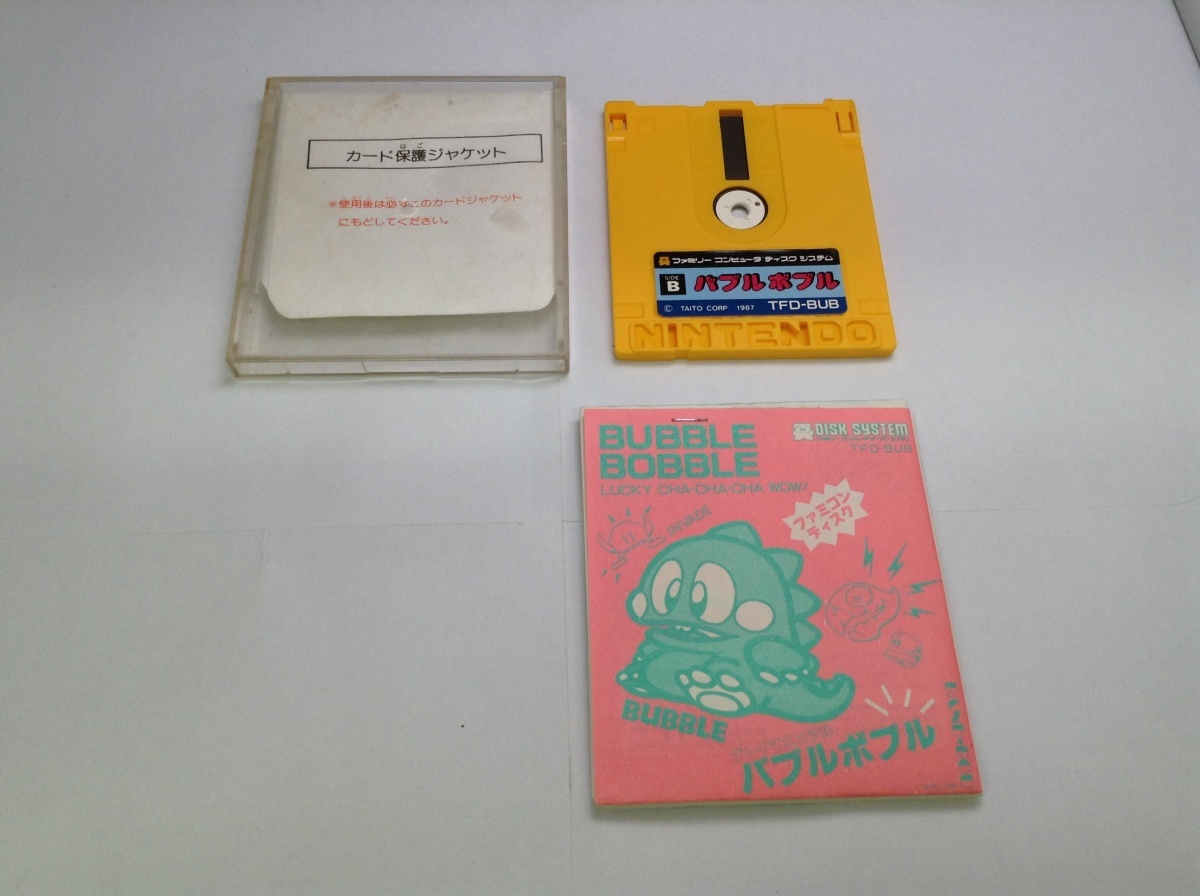 カード保護ジャケット
※使用後は必ずこのカードジャケット
にもどしてください。
ファミリー コンピュータ ディスク システム
SIDE B バブルボブル
© TAITO CORP 1987 TFD-BUB
NINTENDO
BUBBLE
BOBBLE
LUCKY CHA-CHA-CHA WOW!
DISK SYSTEM
TFD-BUB
INVADE
ファミコン
ディスク
BUBBLE
バブルボブル